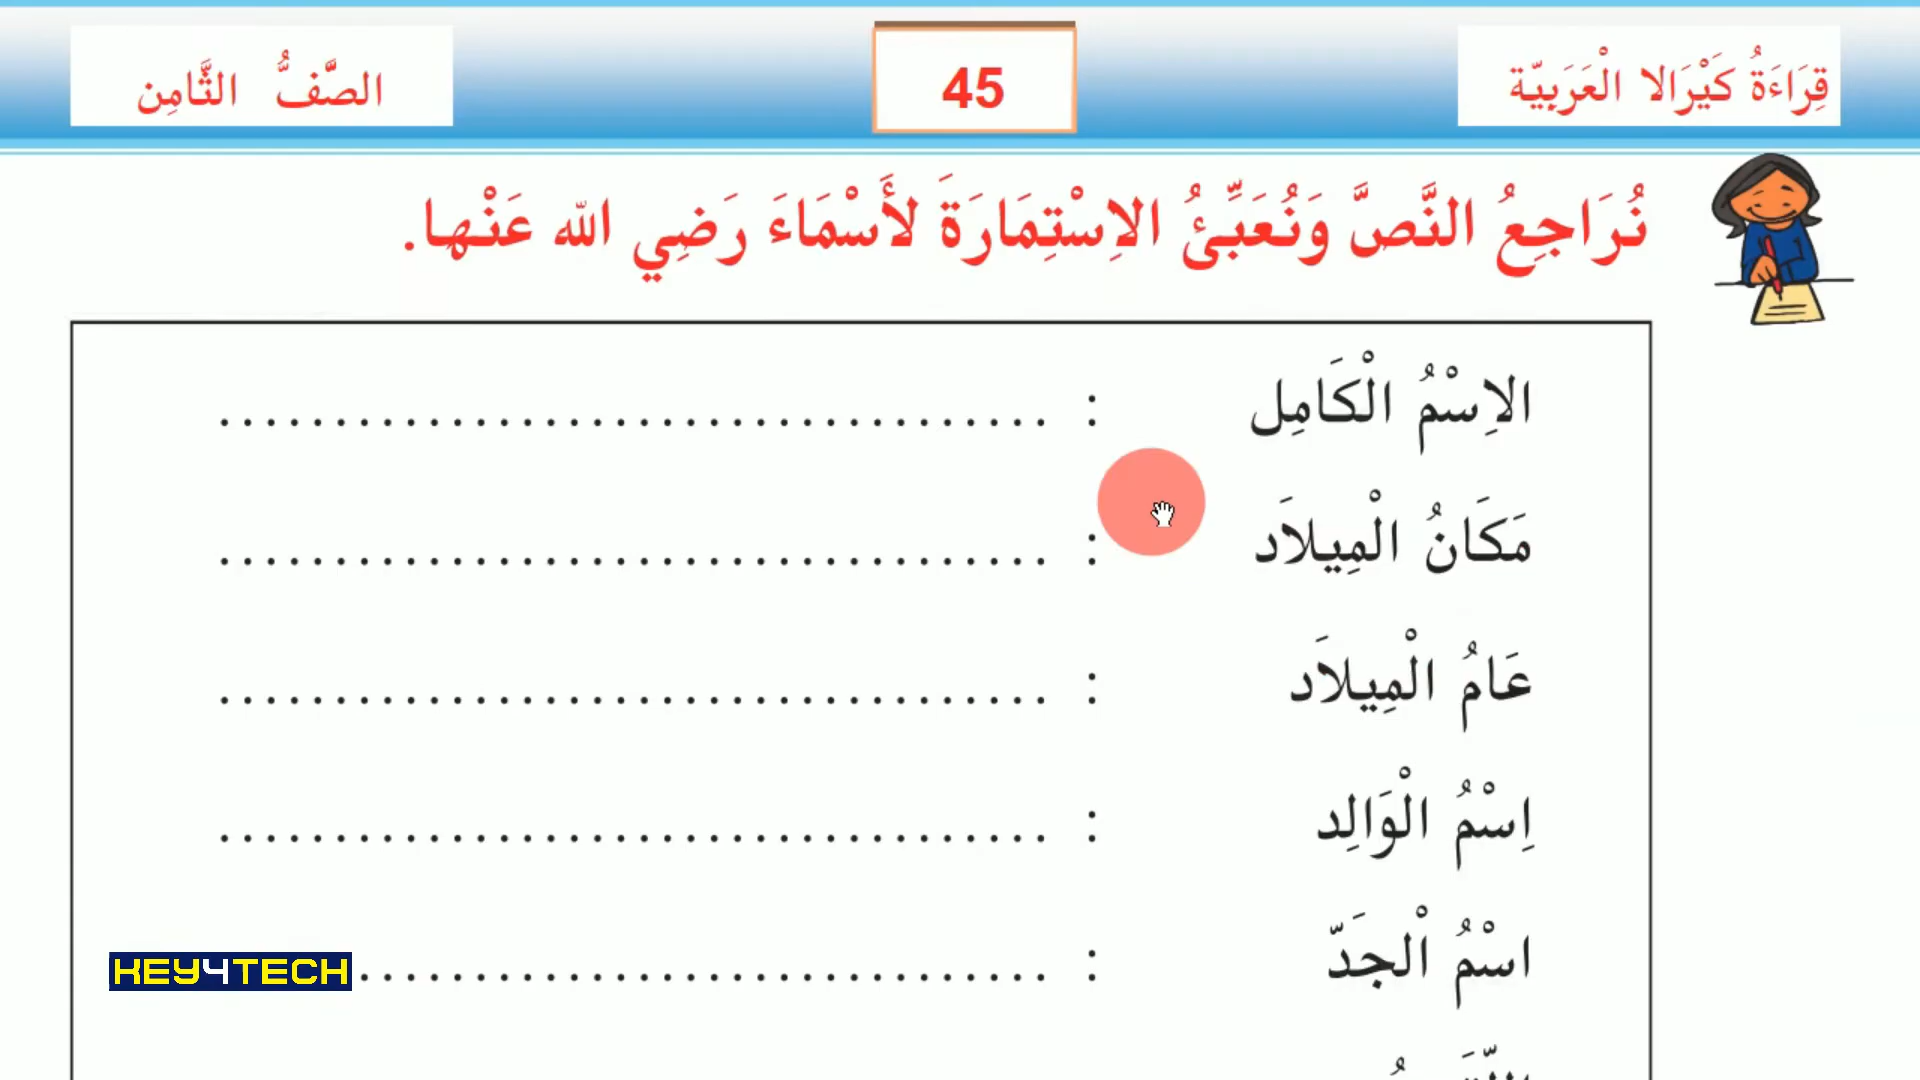 قِرَاءَةُ كَيْرَالا الْعَرَبِيّة
45
الصَّفُّ الثَّامِن
نُرَاجِعُ النَّصَّ وَنُعَبِّئُ الاِسْتِمَارَةَ لأَسْمَاءَ رَضِي الله عَنْها.
الاِسْمُ الْكَامِل : ....................................
مَكَانُ الْمِيلاَد : ....................................
عَامُ الْمِيلاَد : ....................................
اِسْمُ الْوَالِد : ....................................
اسْمُ الْجَدّ : ..............................
KEY4TECH